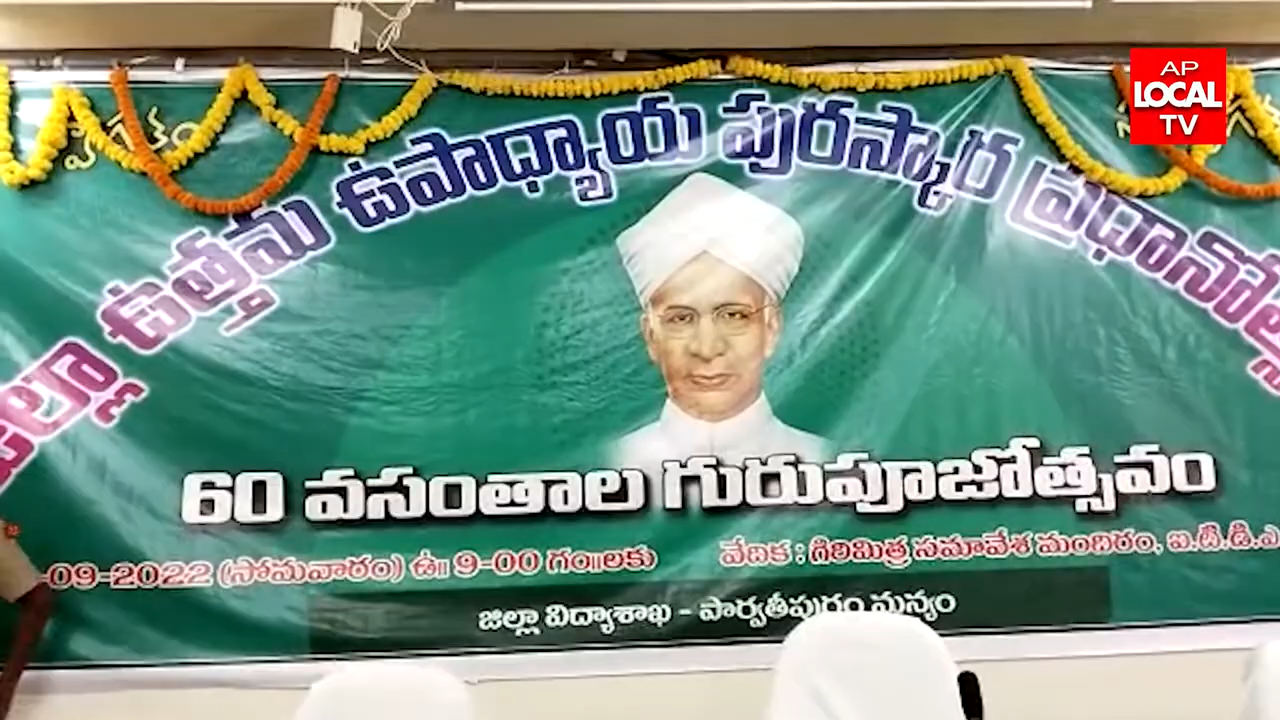 AP
LOCAL
TV
జిల్లా ఉత్తమ ఉపాధ్యాయ పురస్కార ప్రధానోత్స
60 వసంతాల గురుపూజోత్సవం
-09-2022 (సోమవారం) ఉ॥ 9-00 గం॥లకు
వేదిక : గిరిమిత్ర సమావేశ మందిరం, ఐ.టి.డి.ఎ
జిల్లా విద్యాశాఖ - పార్వతీపురం మన్యం